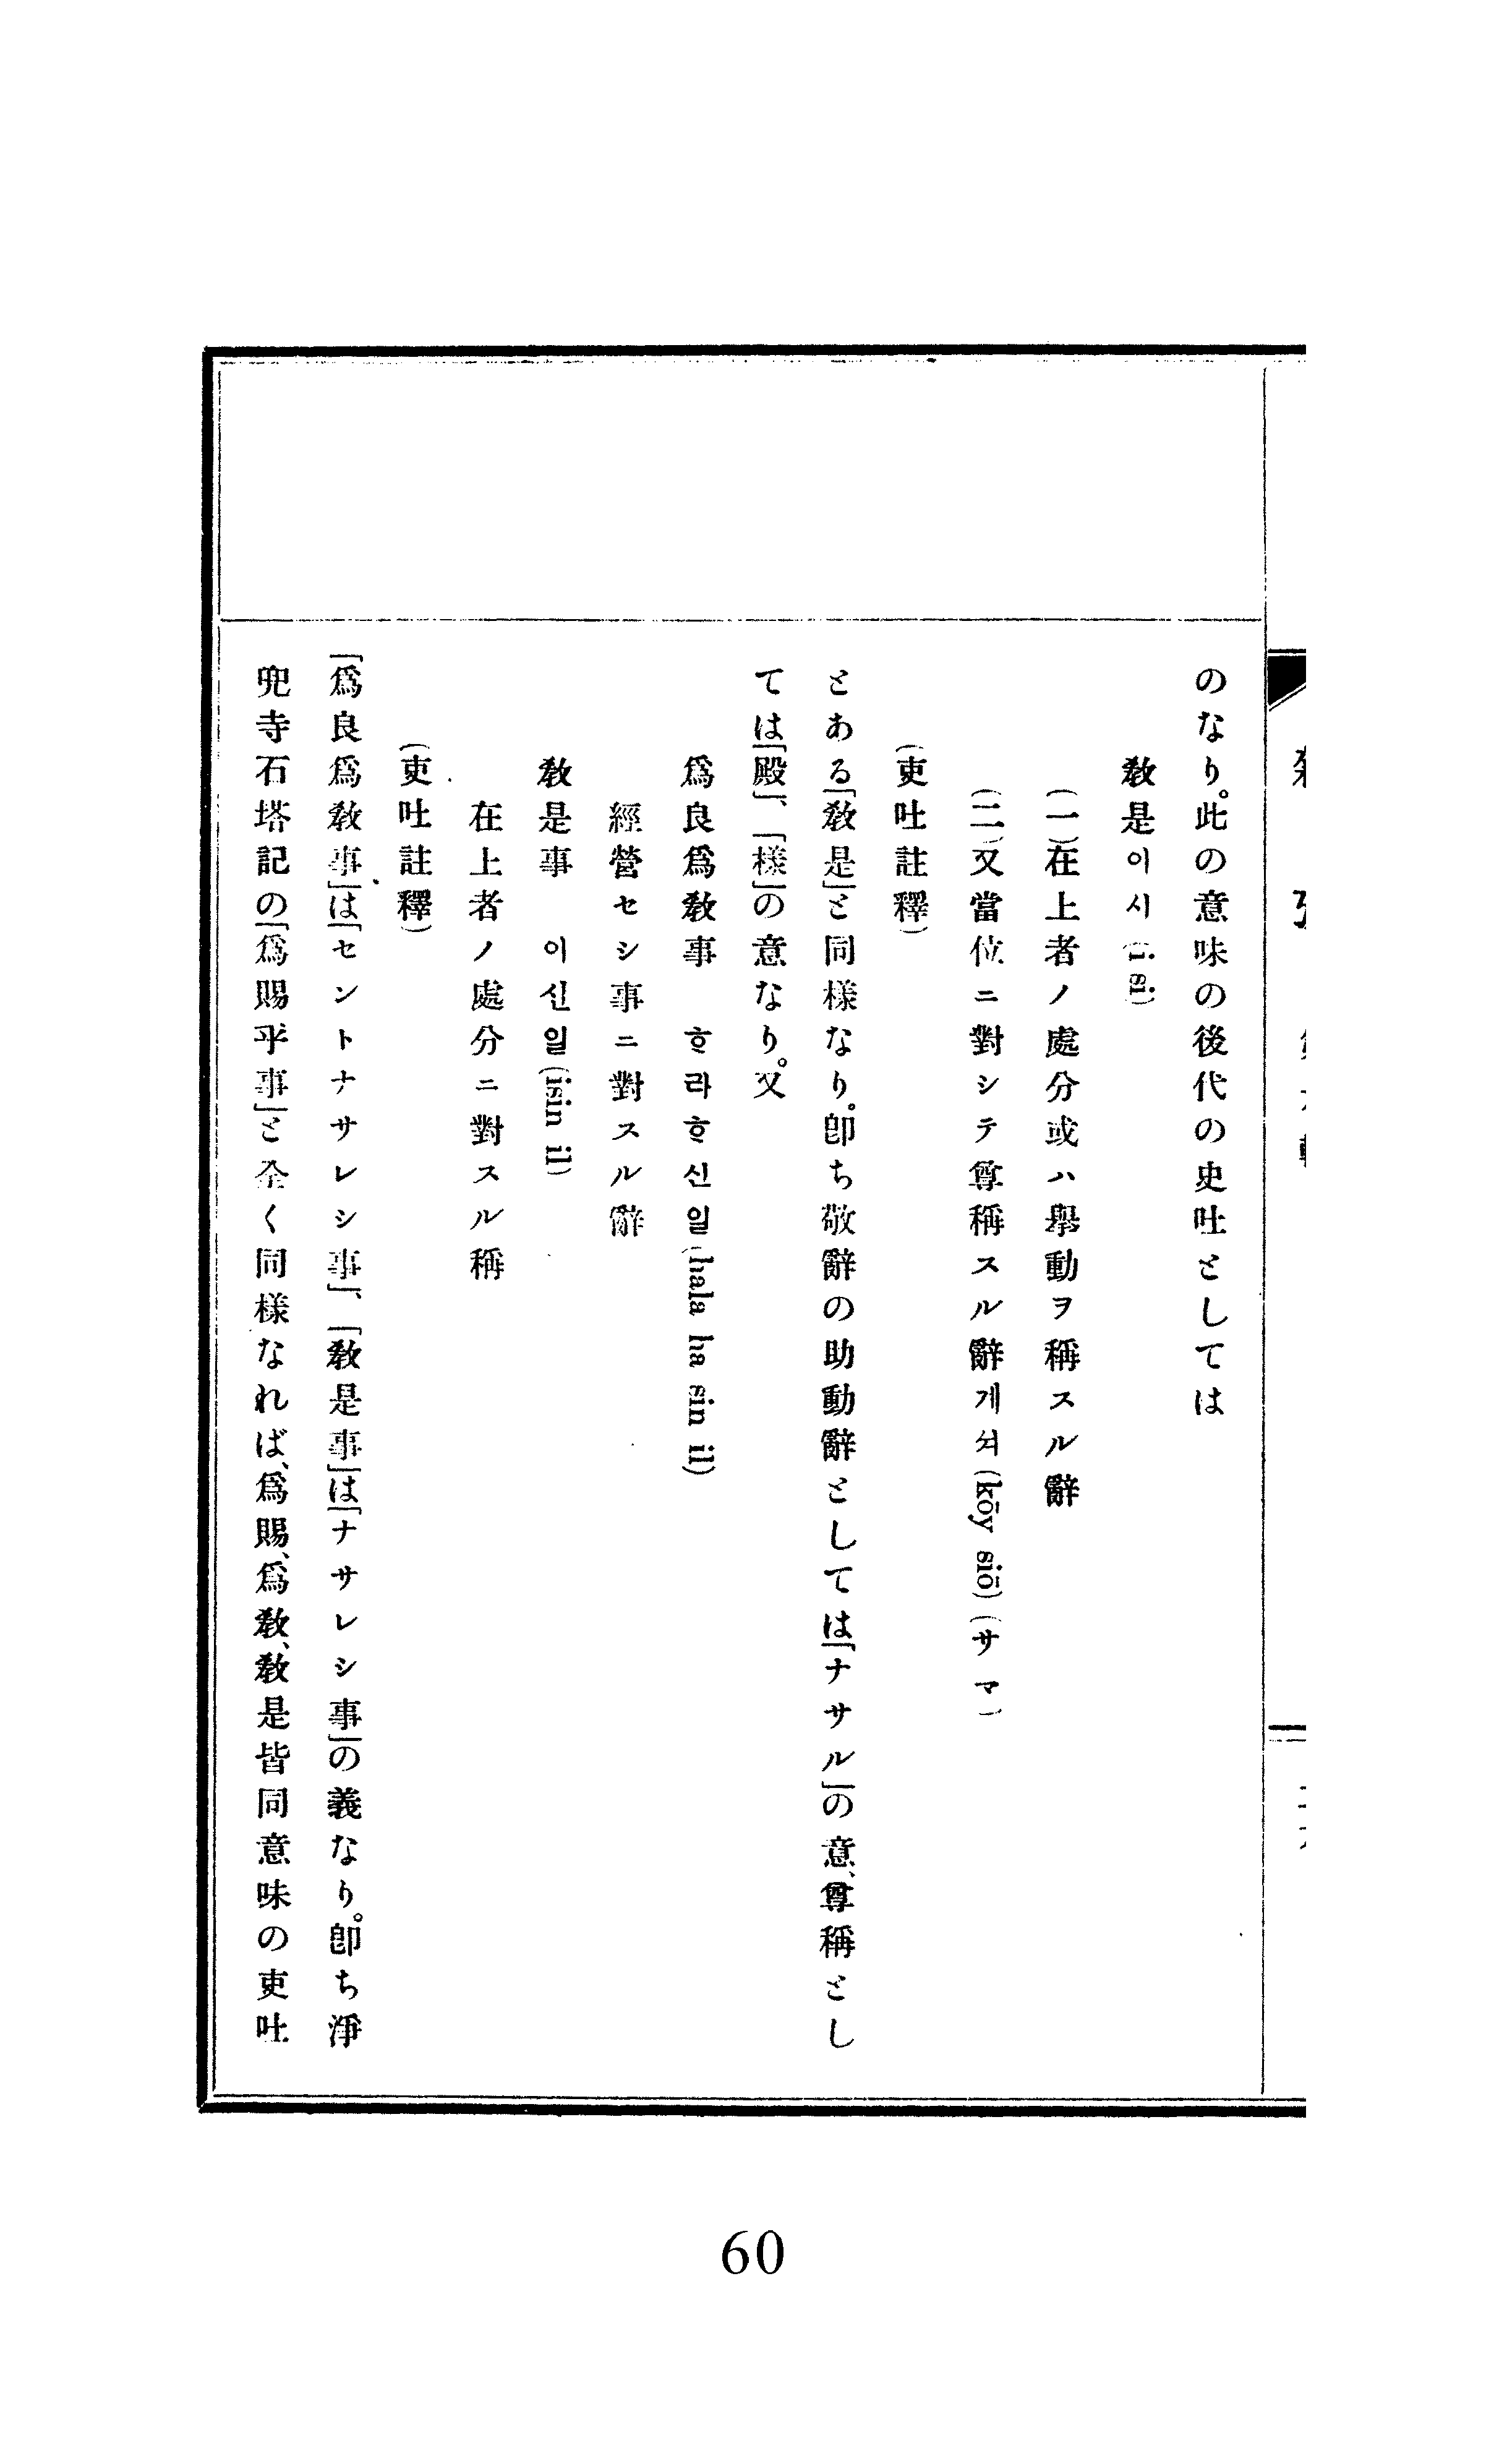 のなり。此の意味の後代の吏吐としては
敎是이시(i si)
(一)在上者ノ處分或ハ擧動ヲ稱スル辭
(二)又當位ニ對シテ尊稱スル辭게셔(kŏy siŏ)(サマ)
(吏吐註釋)
とある「敎是」と同樣なり。卽ち敬辭の助動辭としては「ナサル」の意、尊稱とし
ては「殿」、「樣」の意なり。又
爲良爲敎事 ᄒᆞ라ᄒᆞ신일(hala ha sin il)
經營セシ事ニ對スル辭
敎是事 이신일(isin il)
在上者ノ處分ニ對スル稱
(吏吐註釋)
「爲良爲敎事」は「セントナサレシ事」、「敎是事」は「ナサレシ事」の義なり。卽ち淨
兜寺石塔記の「爲賜乎事」と全く同樣なれば、爲賜、爲敎、敎是皆同意味の吏吐
60